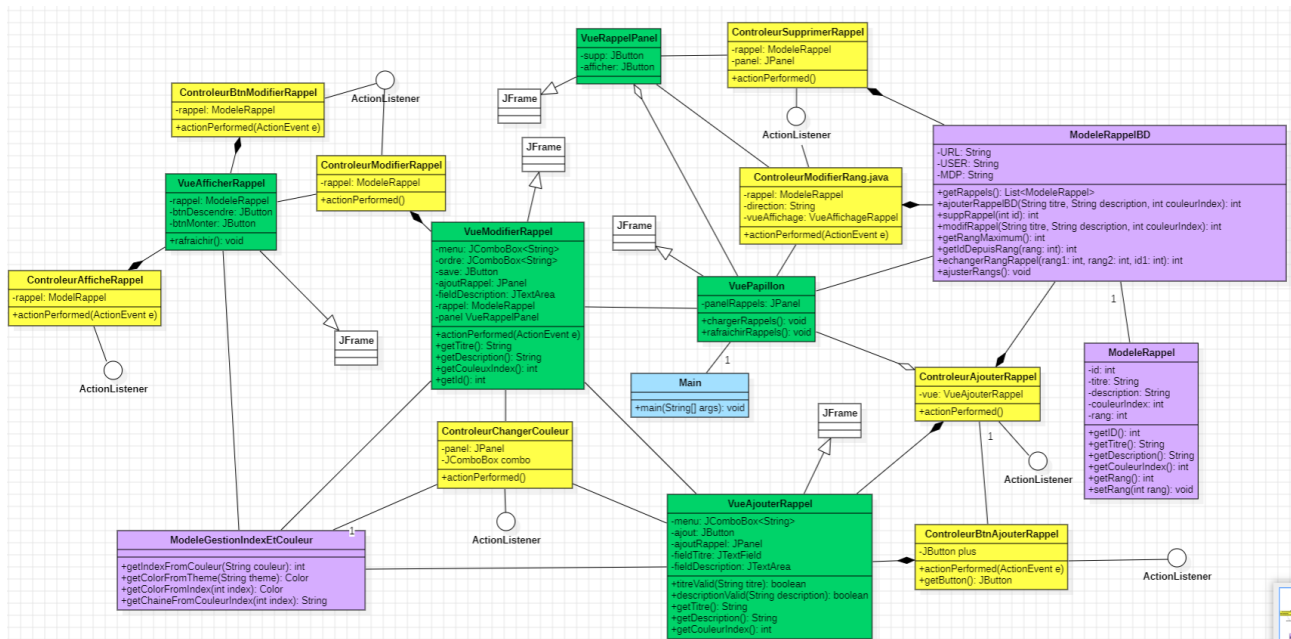 VueRappelPanel
-supp: JButton
-afficher: JButton
ControleurSupprimerRappel
-rappel: ModeleRappel
-panel: JPanel
+actionPerformed()
ControleurBtnModifierRappel
-rappel: ModeleRappel
+actionPerformed(ActionEvent e)
ActionListener
JFrame
ActionListener
ModeleRappelBD
-URL: String
-USER: String
-MDP: String
+getRappels(): List<ModeleRappel>
+ajouterRappelBD(String titre, String description, int couleurIndex): int
+suppRappel(int id): int
+modifRappel(String titre, String description, int couleurIndex): int
+getRangMaximum(): int
+getIdDepuisRang(rang: int): int
+echangerRangRappel(rang1: int, rang2: int, id1: int): int
+ajusterRangs(): void
JFrame
ControleurModifierRappel
-rappel: ModeleRappel
+actionPerformed()
ControleurModifierRang.java
-rappel: ModeleRappel
-direction: String
-vueAffichage: VueAffichageRappel
+actionPerformed(ActionEvent e)
VueAfficherRappel
-rappel: ModeleRappel
-btnDescendre: JButton
-btnMonter: JButton
+rafraichir(): void
JFrame
VueModifierRappel
-menu: JComboBox<String>
-ordre: JComboBox<String>
-save: JButton
-ajoutRappel: JPanel
-fieldDescription: JTextArea
-rappel: ModeleRappel
-panel VueRappelPanel
+actionPerformed(ActionEvent e)
+getTitre(): String
+getDescription(): String
+getCouleuxIndex(): int
+getId(): int
ControleurAfficheRappel
-rappel: ModelRappel
+actionPerformed(ActionEvent e)
ActionListener
JFrame
VuePapillon
-panelRappels: JPanel
+chargerRappels(): void
+rafraichirRappels(): void
1
Main
+main(String[] args): void
1
ModeleRappel
-id: int
-titre: String
-description: String
-couleurIndex: int
-rang: int
+getID(): int
+getTitre(): String
+getDescription(): String
+getCouleurIndex(): int
+getRang(): int
+setRang(int rang): void
ControleurAjouterRappel
-vue: VueAjouterRappel
+actionPerformed()
1
ActionListener
JFrame
ControleurChangerCouleur
-panel: JPanel
-JComboBox combo
+actionPerformed()
ActionListener
VueAjouterRappel
-menu: JComboBox<String>
-ajout: JButton
-ajoutRappel: JPanel
-fieldTitre: JTextField
-fieldDescription: JTextArea
+titreValid(String titre): boolean
+descriptionValid(String description): boolean
+getTitre(): String
+getDescription(): String
+getCouleurIndex(): int
ControleurBtnAjouterRappel
-JButton plus
+actionPerformed(ActionEvent e)
+getButton(): JButton
ActionListener
1
ModeleGestionIndexEtCouleur
+getIndexFromCouleur(String couleur): int
+getColorFromTheme(String theme): Color
+getColorFromIndex(int index): Color
+getChaineFromCouleurIndex(int index): String